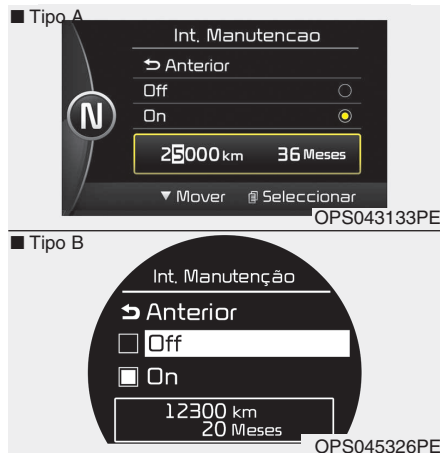 ■ Tipo A
Int. Manutencao
Anterior
Off
On
N
25000 km 36 Meses
▼ Mover Seleccionar
OPS043133PE
■ Tipo B
Int. Manutenção
Anterior
Off
On
12300 km
20 Meses
OPS045326PE